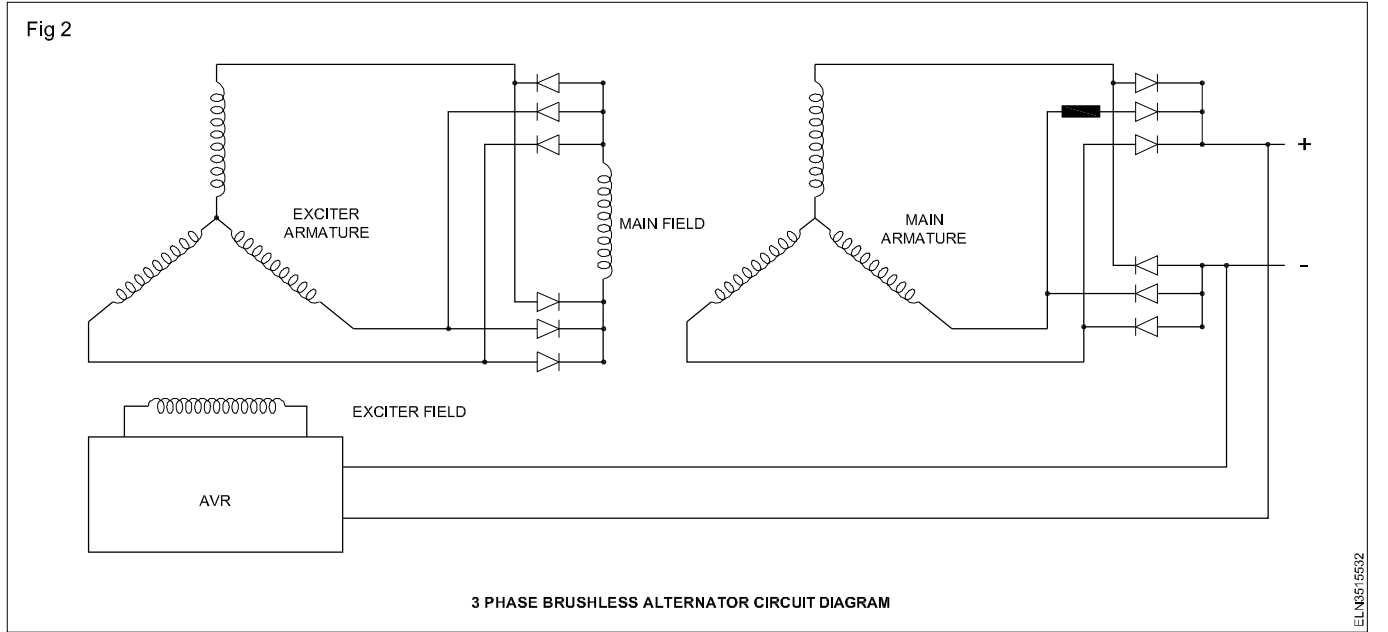 Fig 2
EXCITER
ARMATURE
MAIN FIELD
MAIN
ARMATURE
+
-
EXCITER FIELD
AVR
3 PHASE BRUSHLESS ALTERNATOR CIRCUIT DIAGRAM
ELN3515532